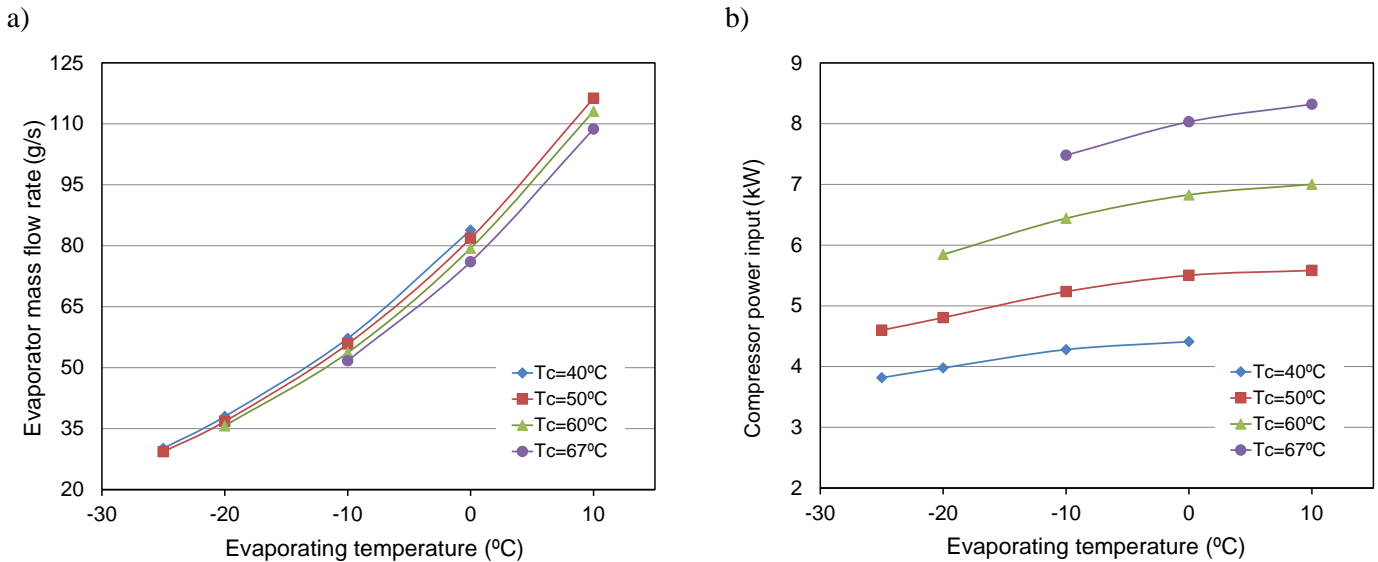 a)
Evaporator mass flow rate (g/s)
125
110
95
80
65
50
35
20
-30
-20
-10
0
10
Evaporating temperature (ºC)
Tc=40ºC
Tc=50ºC
Tc=60ºC
Tc=67ºC
b)
Compressor power input (kW)
9
8
7
6
5
4
3
2
-30
-20
-10
0
10
Evaporating temperature (ºC)
Tc=40ºC
Tc=50ºC
Tc=60ºC
Tc=67ºC